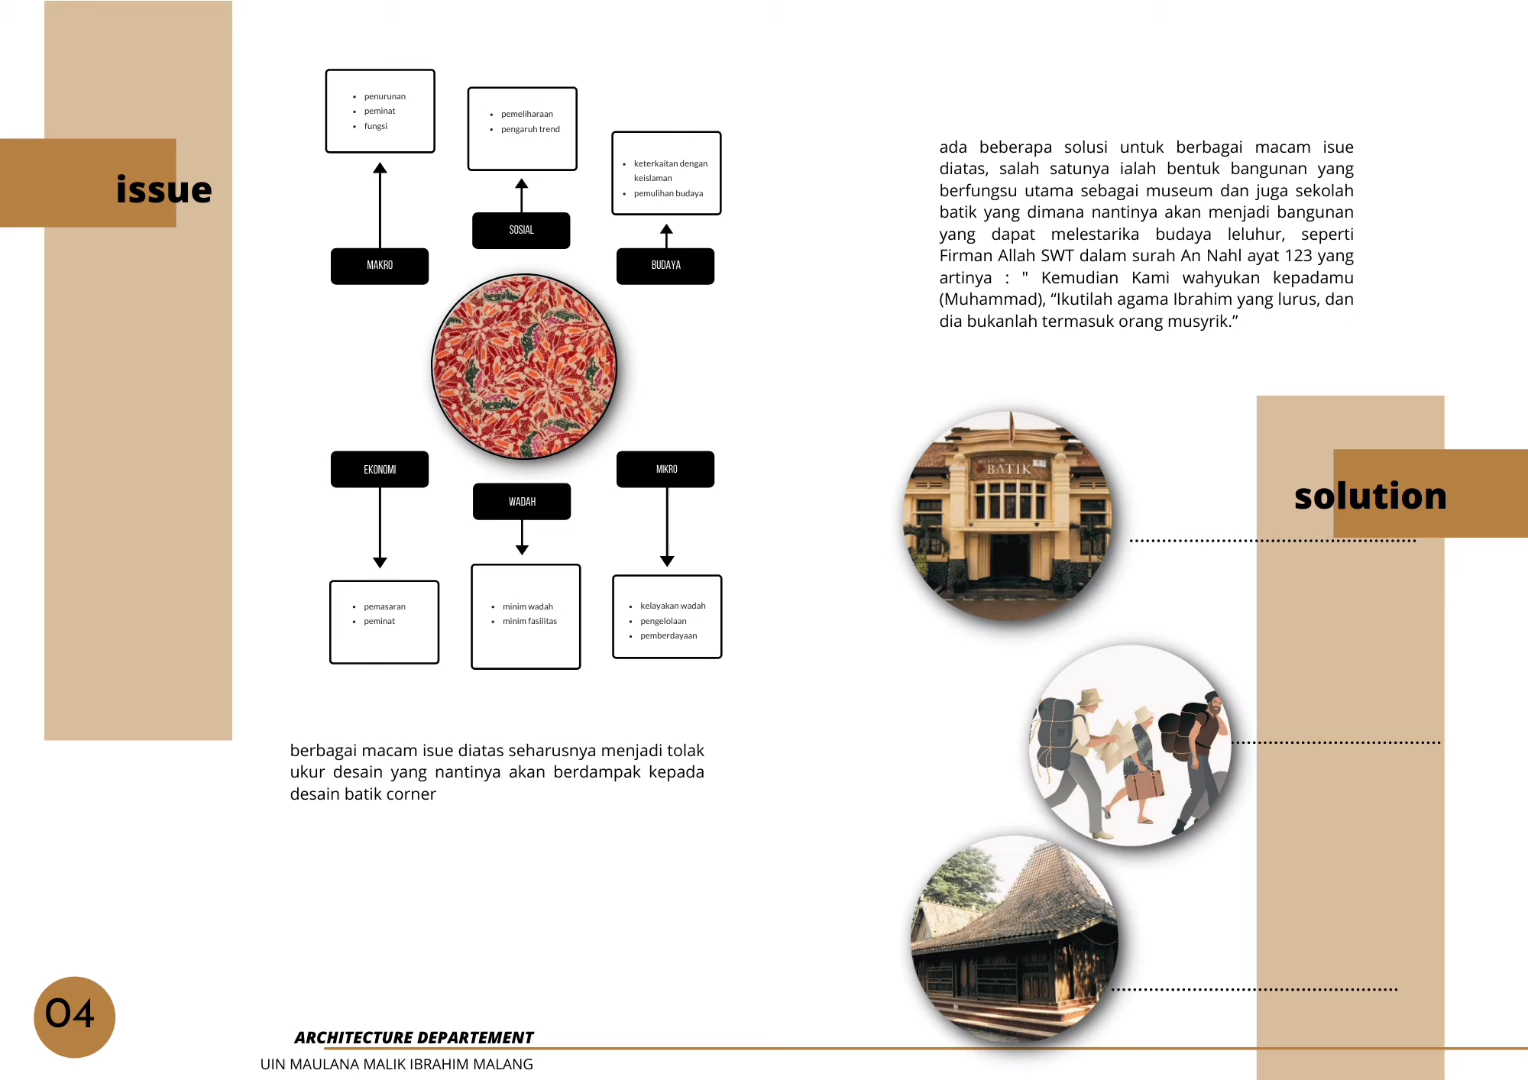 issue
penurunan
peminat
fungsi
MAKRO
pemeliharaan
pengaruh trend
SOSIAL
keterkaitan dengan
keislaman
pemulihan budaya
BUDAYA
EKONOMI
pemasaran
peminat
WADAH
minim wadah
minim fasilitas
MIKRO
kelayakan wadah
pengelolaan
pemberdayaan
berbagai macam isue diatas seharusnya menjadi tolak
ukur desain yang nantinya akan berdampak kepada
desain batik corner
ada beberapa solusi untuk berbagai macam isue
diatas, salah satunya ialah bentuk bangunan yang
berfungsu utama sebagai museum dan juga sekolah
batik yang dimana nantinya akan menjadi bangunan
yang dapat melestarika budaya leluhur, seperti
Firman Allah SWT dalam surah An Nahl ayat 123 yang
artinya : " Kemudian Kami wahyukan kepadamu
(Muhammad), “Ikutilah agama Ibrahim yang lurus, dan
dia bukanlah termasuk orang musyrik.”
solution
MUSEUM
BATIK
04
ARCHITECTURE DEPARTEMENT
UIN MAULANA MALIK IBRAHIM MALANG